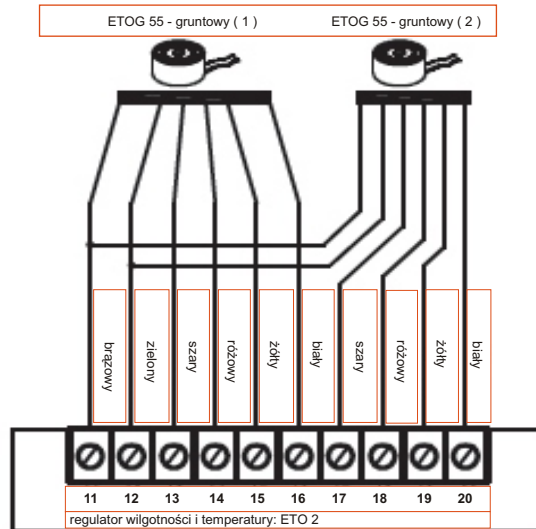 ETOG 55 - gruntowy ( 1 ) ETOG 55 - gruntowy ( 2 )
brązowy
zielony
szary
różowy
żółty
biały
szary
różowy
żółty
biały
11 12 13 14 15 16 17 18 19 20
regulator wilgotności i temperatury: ETO 2